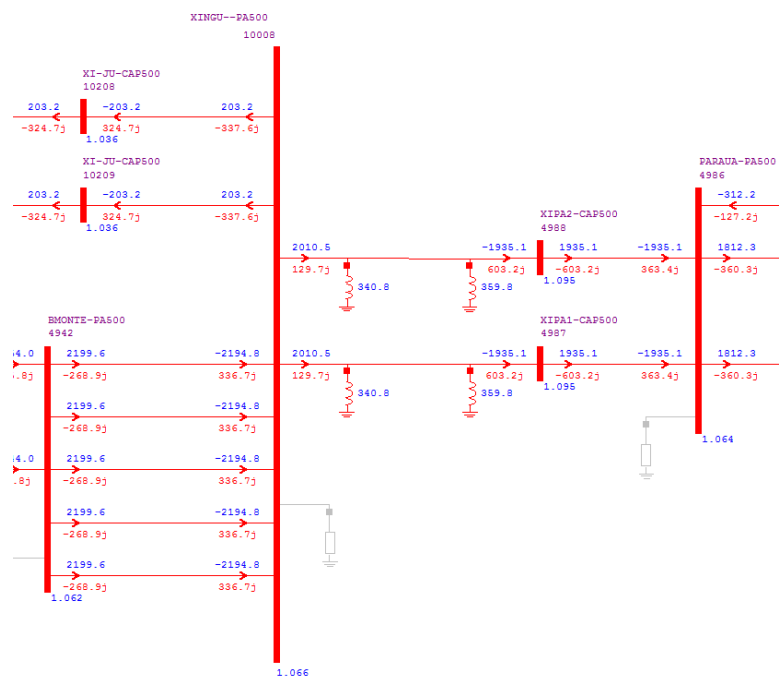 XINGU--PA500
10008
XI-JU-CAP500
10208
203.2 -203.2 203.2
-324.7j 324.7j -337.6j
1.036
XI-JU-CAP500
10209
203.2 -203.2 203.2
-324.7j 324.7j -337.6j
1.036
PARAUA-PA500
4986
-312.2
-127.2j
XIPA2-CAP500
4988
2010.5 -1935.1 1935.1 -1935.1 1812.3
129.7j 603.2j -603.2j 363.4j -360.3j
340.8 359.8 1.095
BMONTE-PA500
4942
XIPA1-CAP500
4987
4.0 2199.6 -2194.8 2010.5 -1935.1 1935.1 -1935.1 1812.3
.8j -268.9j 336.7j 129.7j 603.2j -603.2j 363.4j -360.3j
340.8 359.8 1.095
2199.6 -2194.8
-268.9j 336.7j
1.064
4.0 2199.6 -2194.8
.8j -268.9j 336.7j
2199.6 -2194.8
-268.9j 336.7j
2199.6 -2194.8
-268.9j 336.7j
1.062
1.066